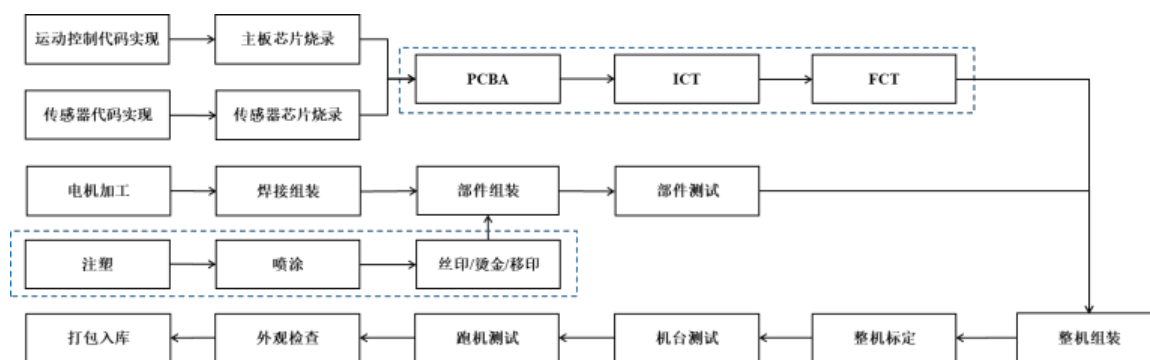 运动控制代码实现
主板芯片烧录
PCBA
ICT
FCT
传感器代码实现
传感器芯片烧录
电机加工
焊接组装
部件组装
部件测试
注塑
喷涂
丝印/烫金/移印
打包入库
外观检查
跑机测试
机台测试
整机标定
整机组装